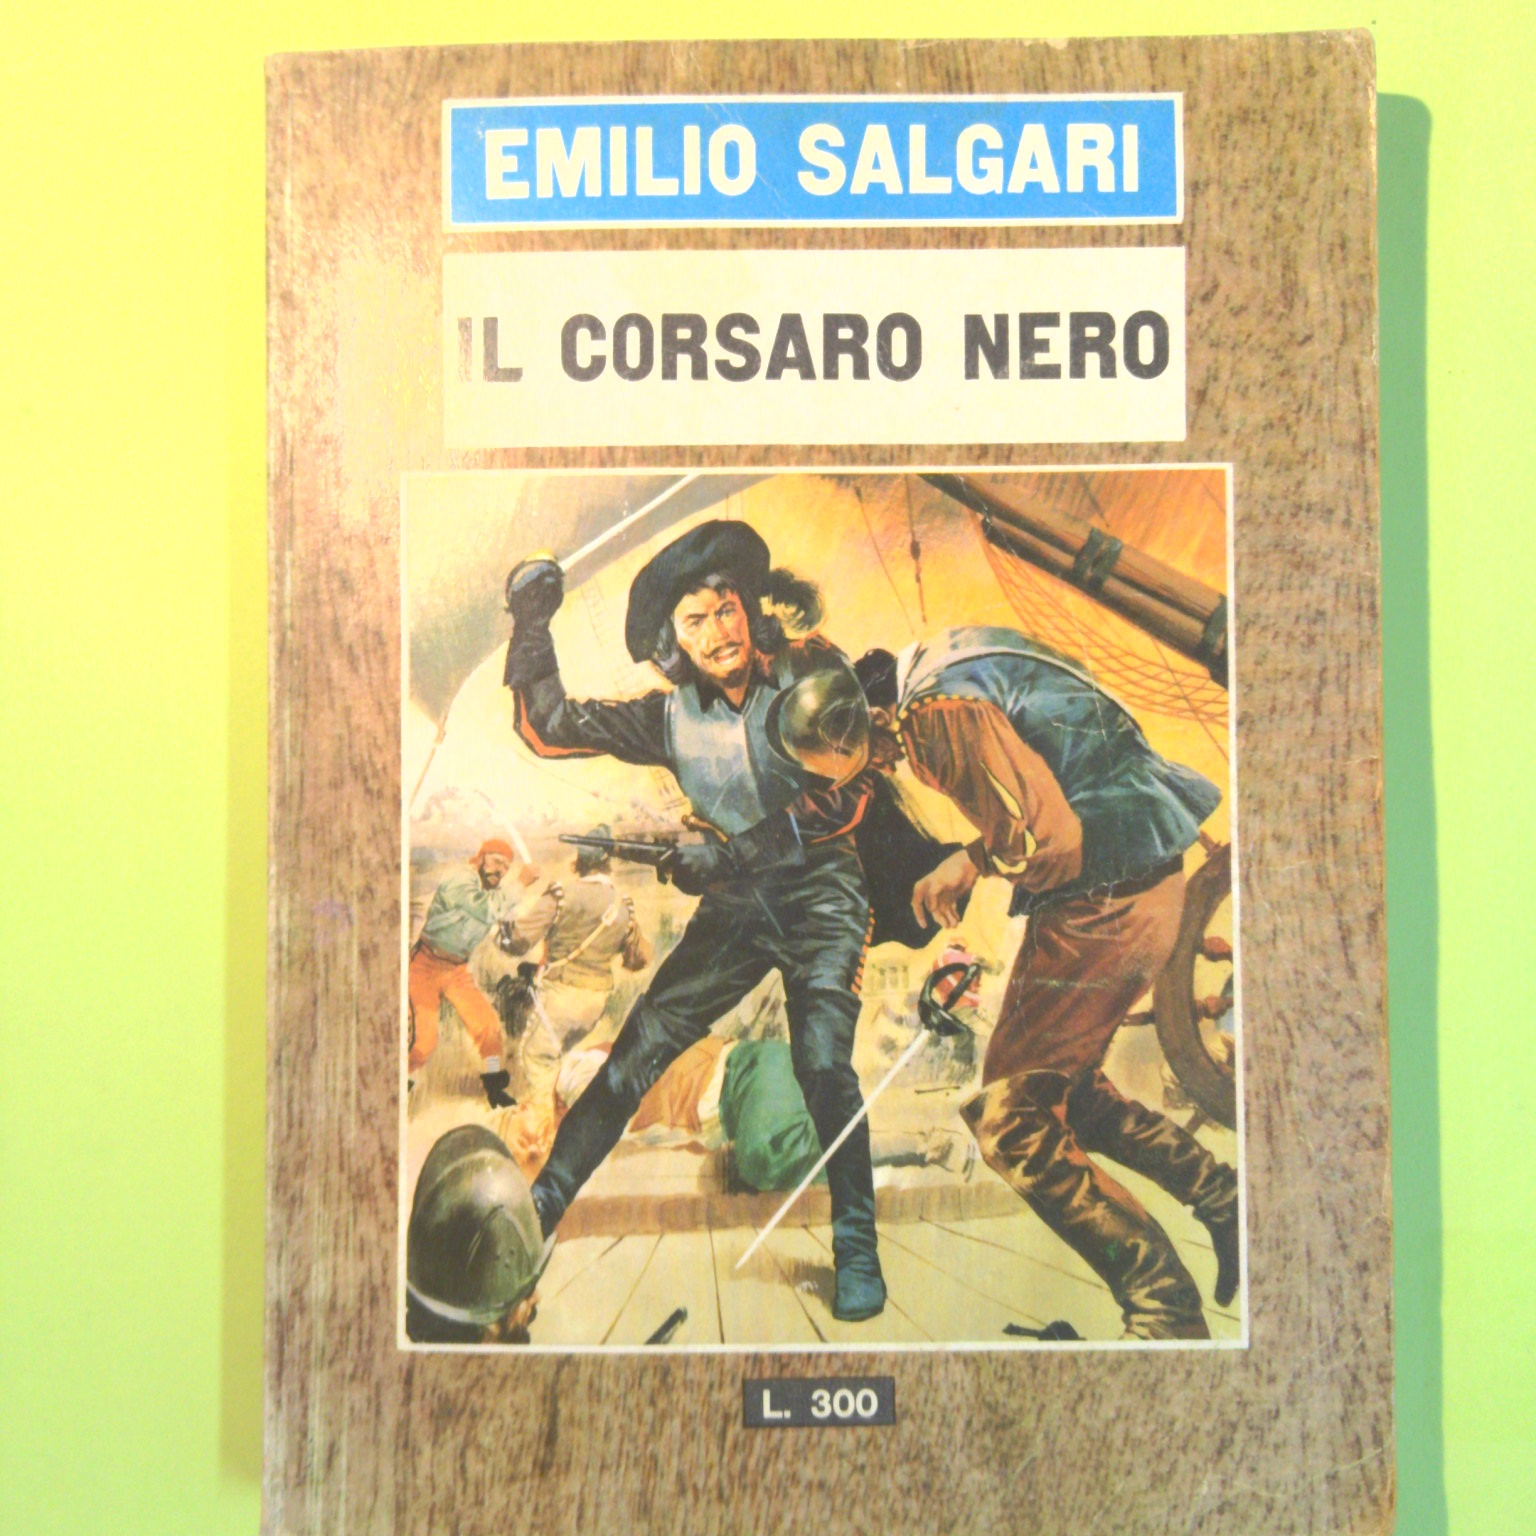 EMILIO SALGARI
IL CORSARO NERO
L. 300